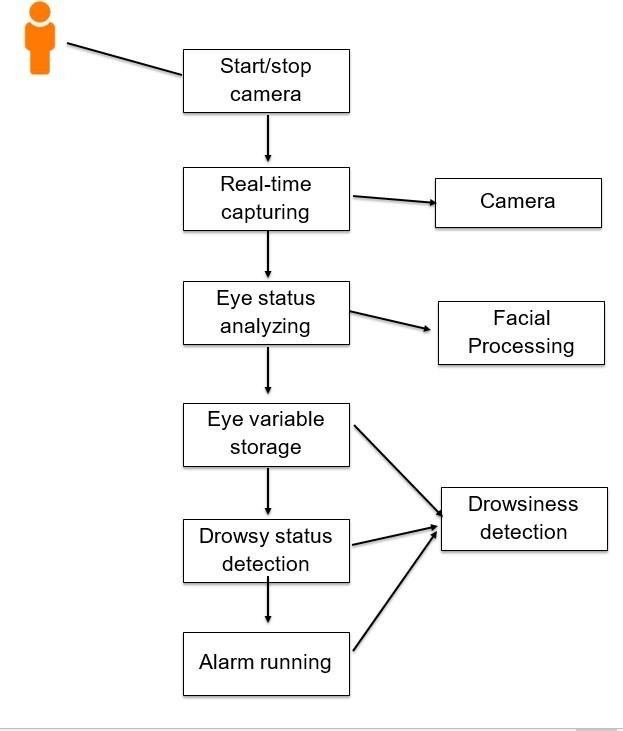 Start/stop
camera
Real-time
capturing
Camera
Eye status
analyzing
Facial
Processing
Eye variable
storage
Drowsiness
detection
Drowsy status
detection
Alarm running